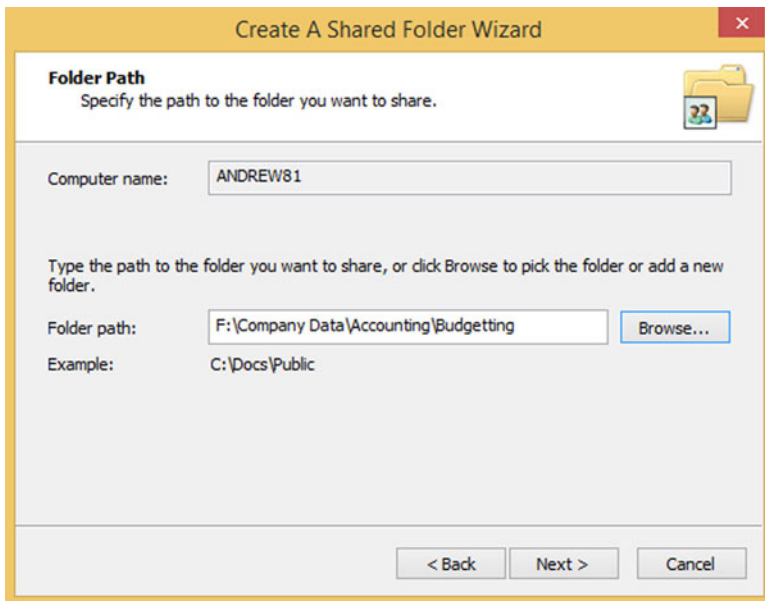 Create A Shared Folder Wizard
Folder Path
Specify the path to the folder you want to share.
Computer name: ANDREW81
Type the path to the folder you want to share, or click Browse to pick the folder or add a new
folder.
Folder path: F:\Company Data\Accounting\Budgetting Browse...
Example: C:\Docs\Public
< Back Next > Cancel